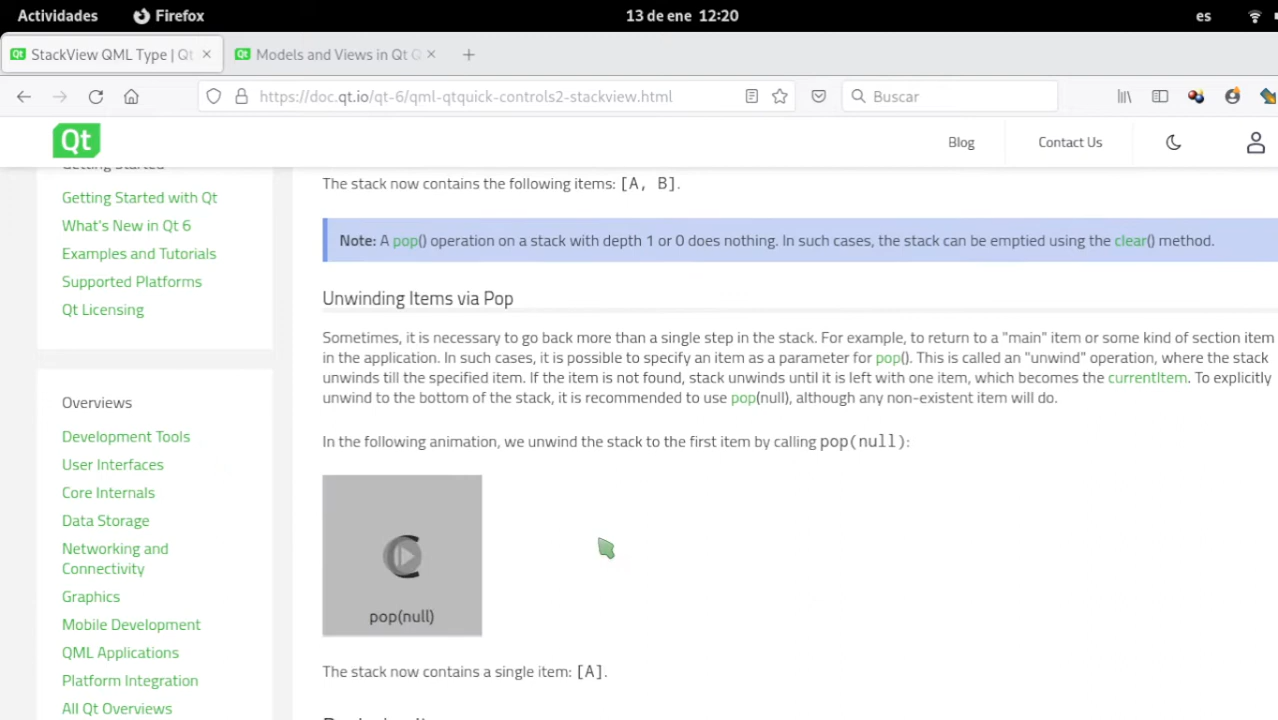 Actividades Firefox 13 de ene 12:20 es
StackView QML Type | Qt Models and Views in Qt Q
https://doc.qt.io/qt-6/qml-qtquick-controls2-stackview.html Buscar
Qt Blog Contact Us
Getting Started
Getting Started with Qt
What's New in Qt 6
Examples and Tutorials
Supported Platforms
Qt Licensing
Overviews
Development Tools
User Interfaces
Core Internals
Data Storage
Networking and
Connectivity
Graphics
Mobile Development
QML Applications
Platform Integration
All Qt Overviews
The stack now contains the following items: [A, B].
Note: A pop() operation on a stack with depth 1 or 0 does nothing. In such cases, the stack can be emptied using the clear() method.
Unwinding Items via Pop
Sometimes, it is necessary to go back more than a single step in the stack. For example, to return to a "main" item or some kind of section item
in the application. In such cases, it is possible to specify an item as a parameter for pop(). This is called an "unwind" operation, where the stack
unwinds till the specified item. If the item is not found, stack unwinds until it is left with one item, which becomes the currentItem. To explicitly
unwind to the bottom of the stack, it is recommended to use pop(null), although any non-existent item will do.
In the following animation, we unwind the stack to the first item by calling pop(null):
C
pop(null)
The stack now contains a single item: [A].